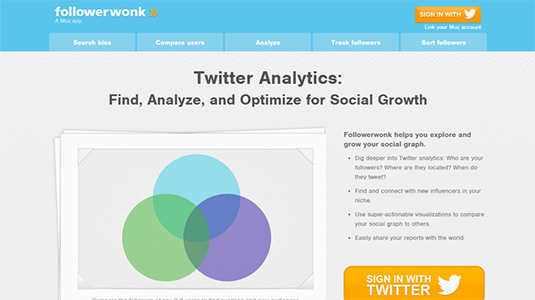 followerwonk
A Moz app
SIGN IN WITH
Link your Moz account
Search bios
Compare users
Analyze
Track followers
Sort followers
Twitter Analytics:
Find, Analyze, and Optimize for Social Growth
Followerwonk helps you explore and
grow your social graph.
Dig deeper into Twitter analytics: Who are your
followers? Where are they located? When do
they tweet?
Find and connect with new influencers in your
niche.
Use super-actionable visualizations to compare
your social graph to others.
Easily share your reports with the world.
SIGN IN WITH
TWITTER